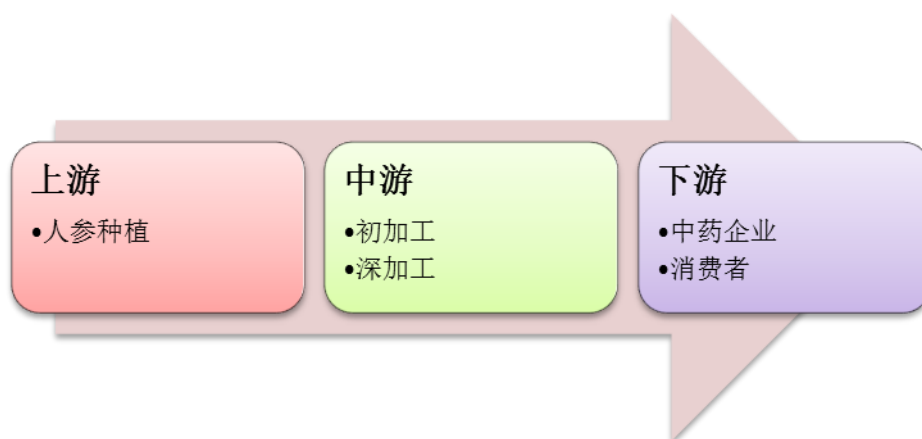 上游
•人参种植
中游
•初加工
•深加工
下游
•中药企业
•消费者